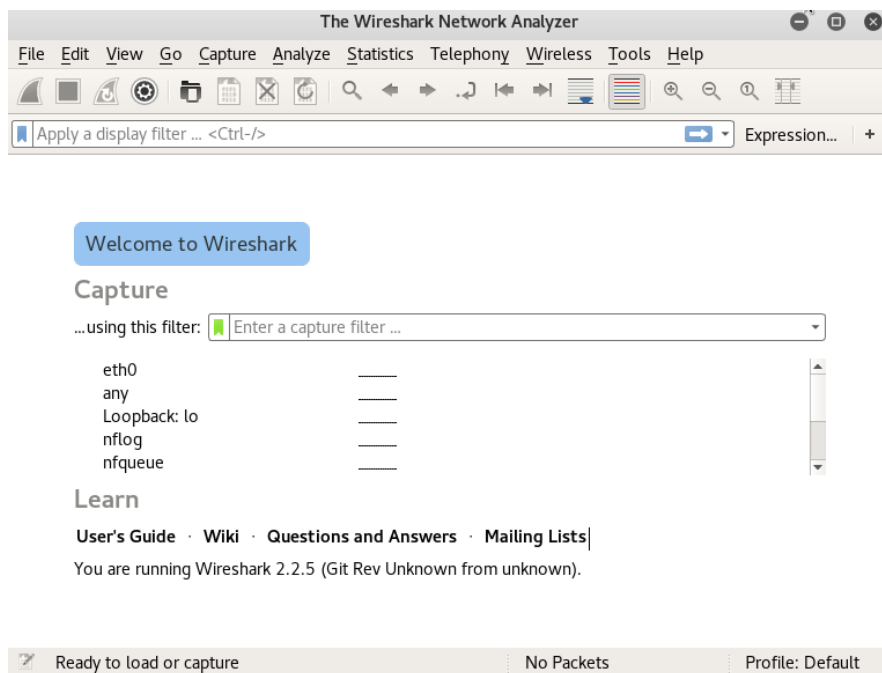 The Wireshark Network Analyzer
File Edit View Go Capture Analyze Statistics Telephony Wireless Tools Help
Apply a display filter ... <Ctrl-/> Expression... +
Welcome to Wireshark
Capture
...using this filter: Enter a capture filter ...
eth0
any
Loopback: lo
nflog
nfqueue
Learn
User's Guide · Wiki · Questions and Answers · Mailing Lists
You are running Wireshark 2.2.5 (Git Rev Unknown from unknown).
Ready to load or capture No Packets Profile: Default